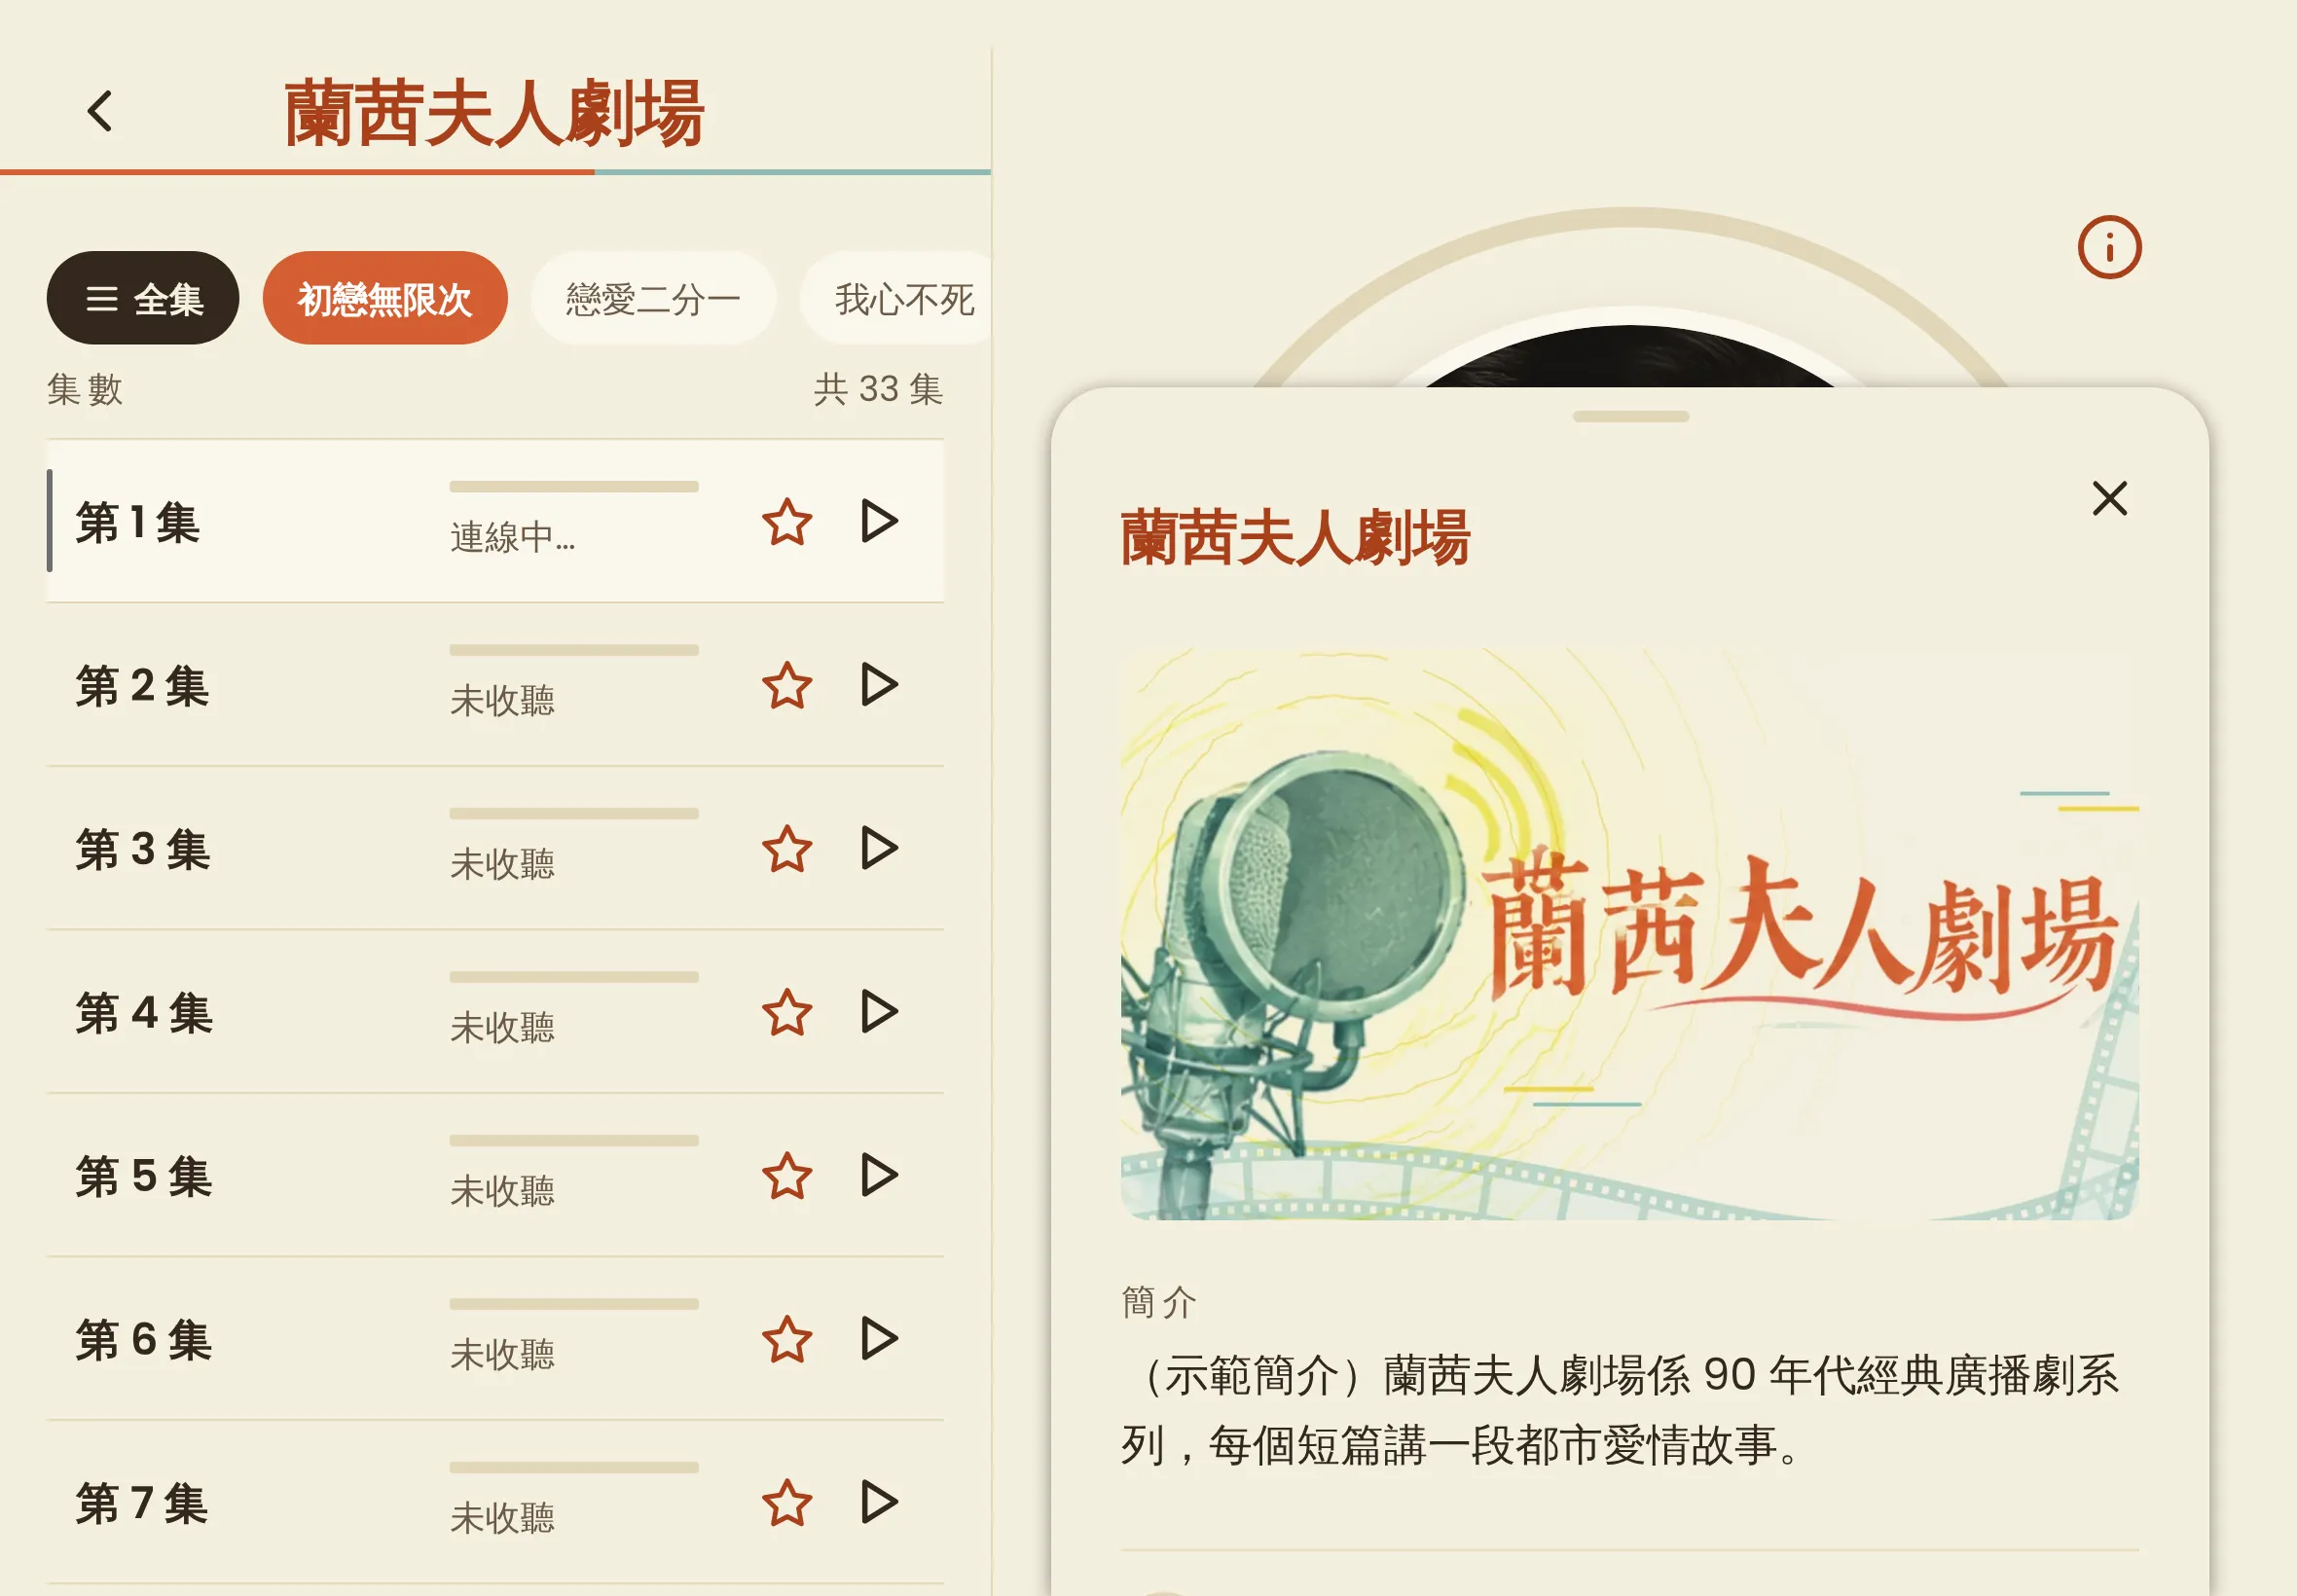 蘭茜夫人劇場
全集
初戀無限次
戀愛二分一
我心不死
集數
共 33 集
第 1 集
連線中...
第 2 集
未收聽
第 3 集
未收聽
第 4 集
未收聽
第 5 集
未收聽
第 6 集
未收聽
第 7 集
未收聽
蘭茜夫人劇場
蘭茜夫人劇場
簡介
（示範簡介）蘭茜夫人劇場係 90 年代經典廣播劇系
列，每個短篇講一段都市愛情故事。